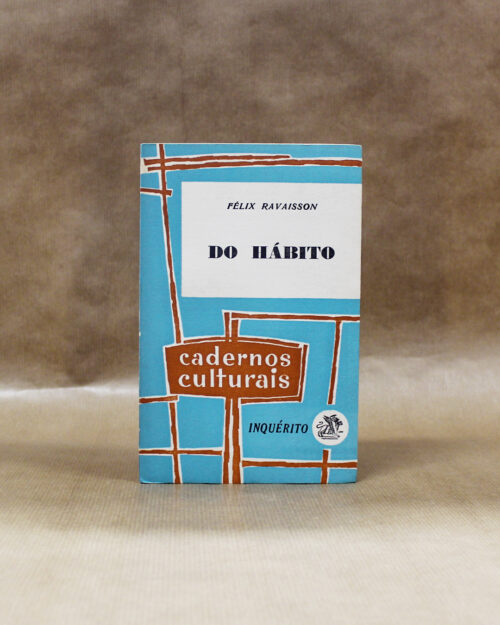 FÉLIX RAVAISSON
DO HÁBITO
cadernos
culturais
INQUÉRITO